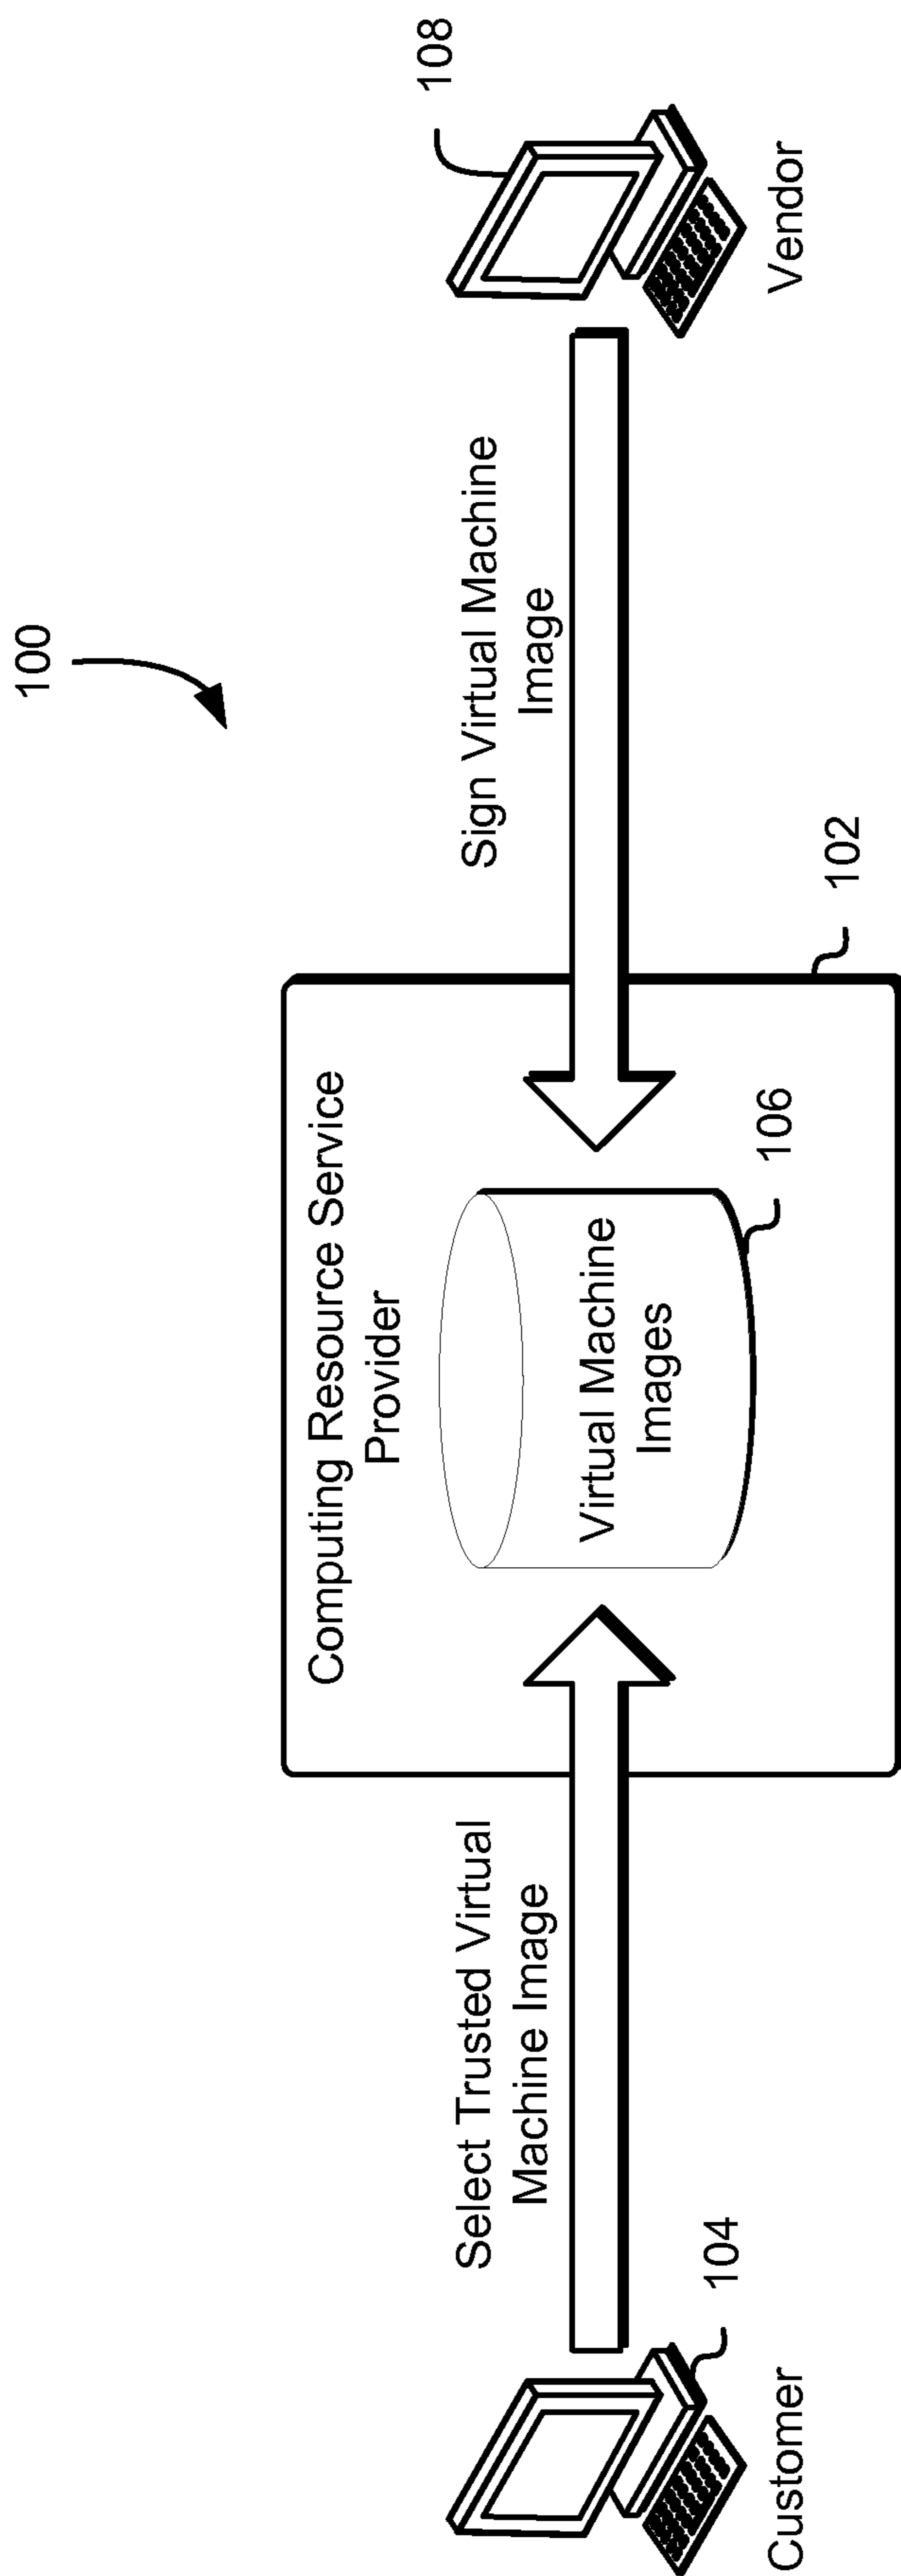 100
Computing Resource Service
Provider
Select Trusted Virtual
Machine Image
Sign Virtual Machine
Image
Virtual Machine
Images
108
104
106
102
Customer
Vendor